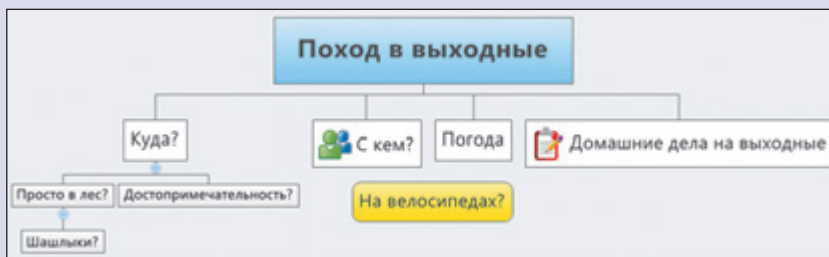 Поход в выходные
Куда?
С кем?
Погода
Домашние дела на выходные
Просто в лес?
Достопримечательность?
На велосипедах?
Шашлыки?